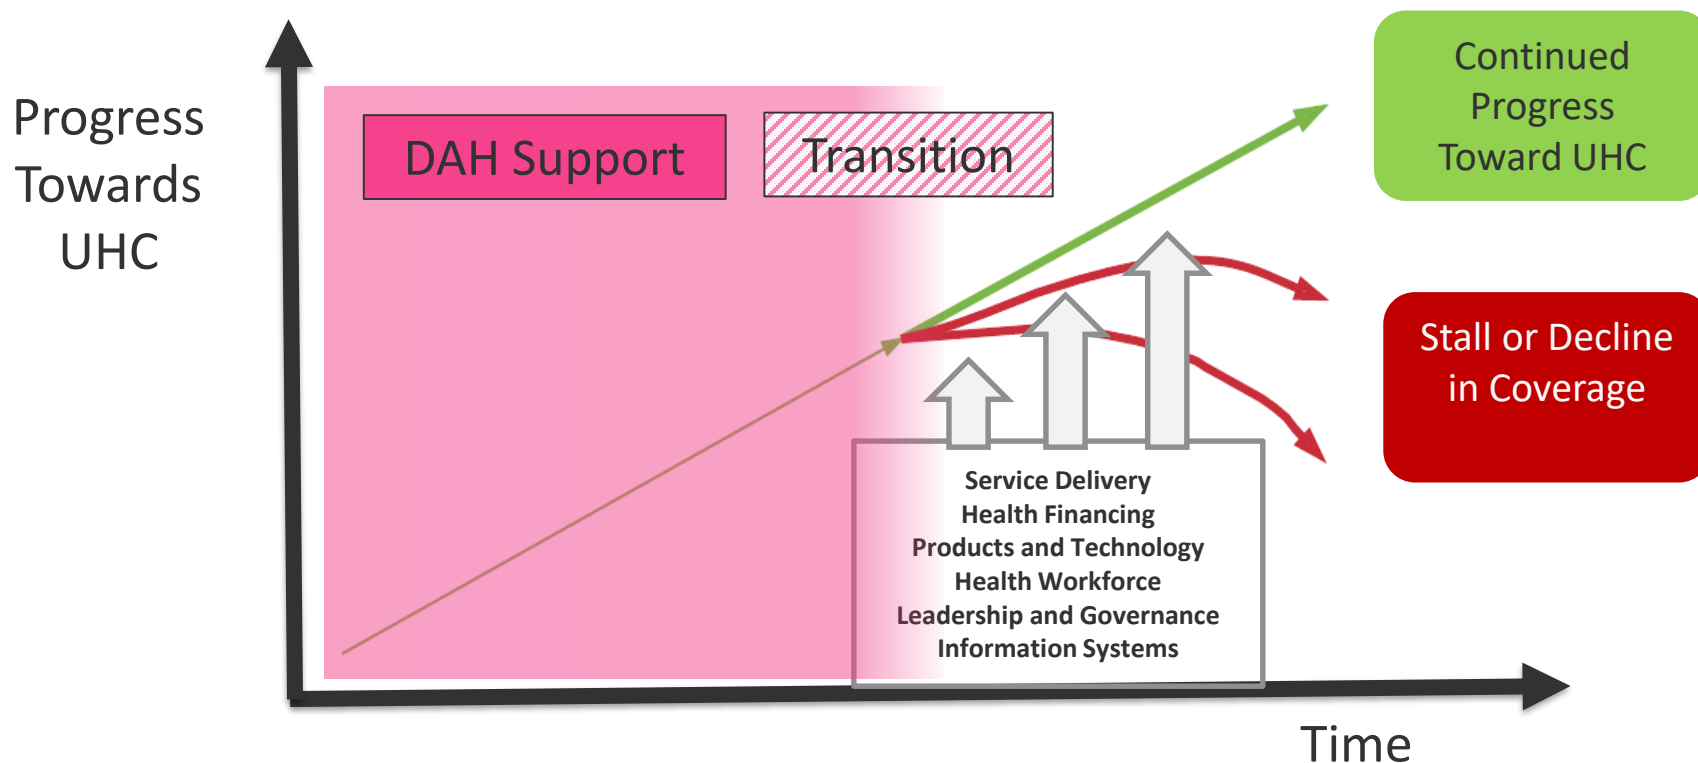 Progress
Towards
UHC
DAH Support
Transition
Continued
Progress
Toward UHC
Stall or Decline
in Coverage
Service Delivery
Health Financing
Products and Technology
Health Workforce
Leadership and Governance
Information Systems
Time